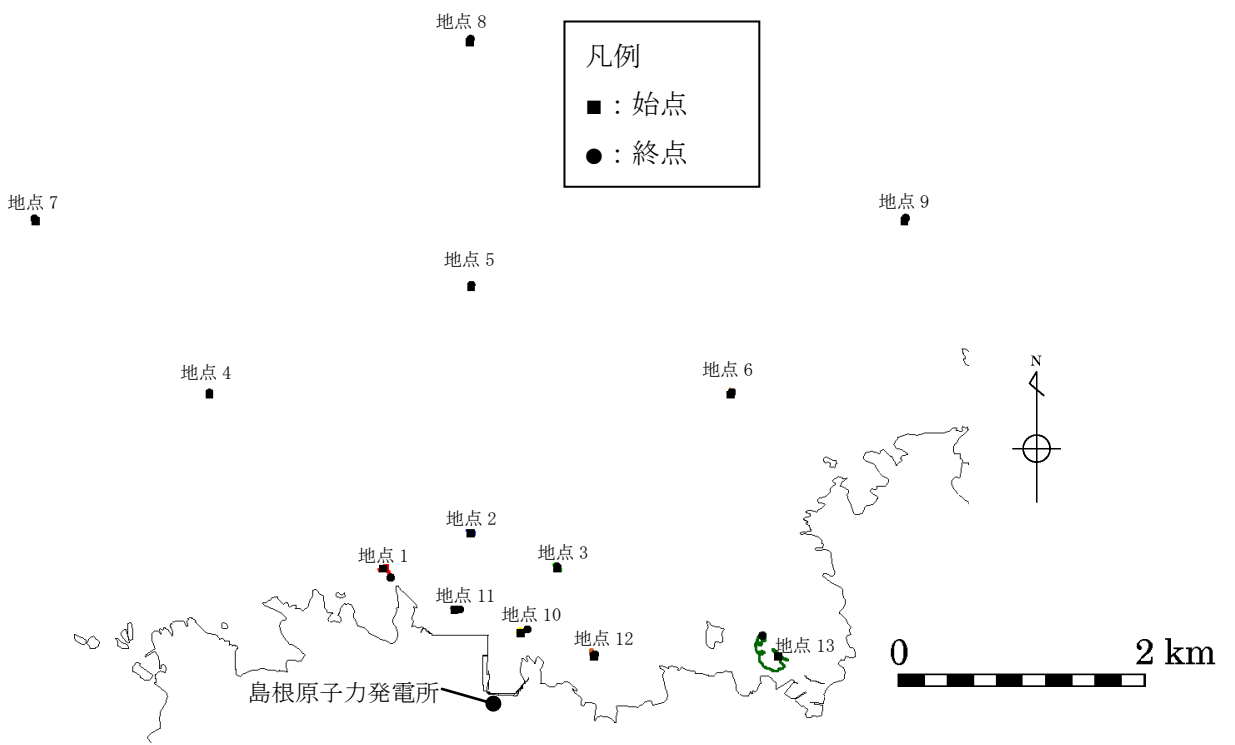 地点 8
凡例
■：始点
●：終点
地点 7
地点 9
地点 5
地点 4
地点 6
N
地点 2
地点 1
地点 3
地点 11
地点 10
地点 12
地点 13
0
2 km
島根原子力発電所